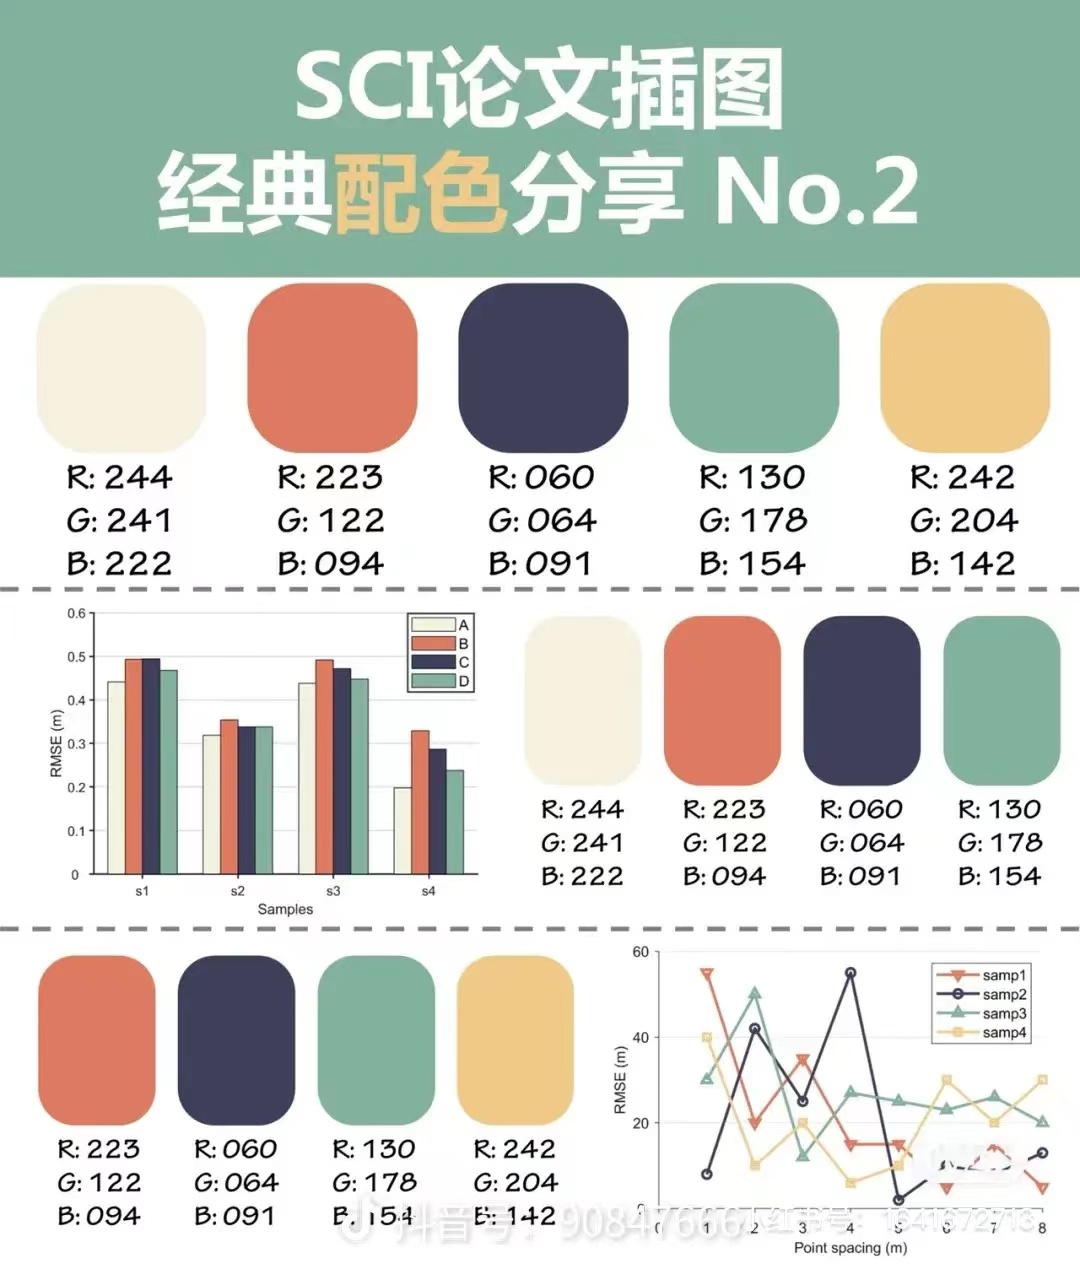 SCI论文插图
经典配色分享 No.2
R: 244
G: 241
B: 222
R: 223
G: 122
B: 094
R: 060
G: 064
B: 091
R: 130
G: 178
B: 154
R: 242
G: 204
B: 142
0.6
0.5
0.4
0.3
0.2
0.1
0
RMSE (m)
s1 s2 s3 s4
Samples
A
B
C
D
R: 244
G: 241
B: 222
R: 223
G: 122
B: 094
R: 060
G: 064
B: 091
R: 130
G: 178
B: 154
R: 223
G: 122
B: 094
R: 060
G: 064
B: 091
R: 130
G: 178
B: 154
R: 242
G: 204
B: 142
60
40
20
0
RMSE (m)
samp1
samp2
samp3
samp4
0 1 2 3 4 5 6 7 8
Point spacing (m)
抖音号: 908476661
小红书号: